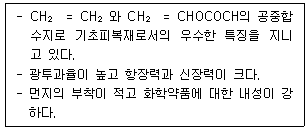 - CH₂ = CH₂ 와 CH₂ = CHOCOCH의 공중합
수지로 기초피복재로서의 우수한 특징을 지니
고 있다.
- 광투과율이 높고 항장력과 신장력이 크다.
- 먼지의 부착이 적고 화학약품에 대한 내성이 강
하다.